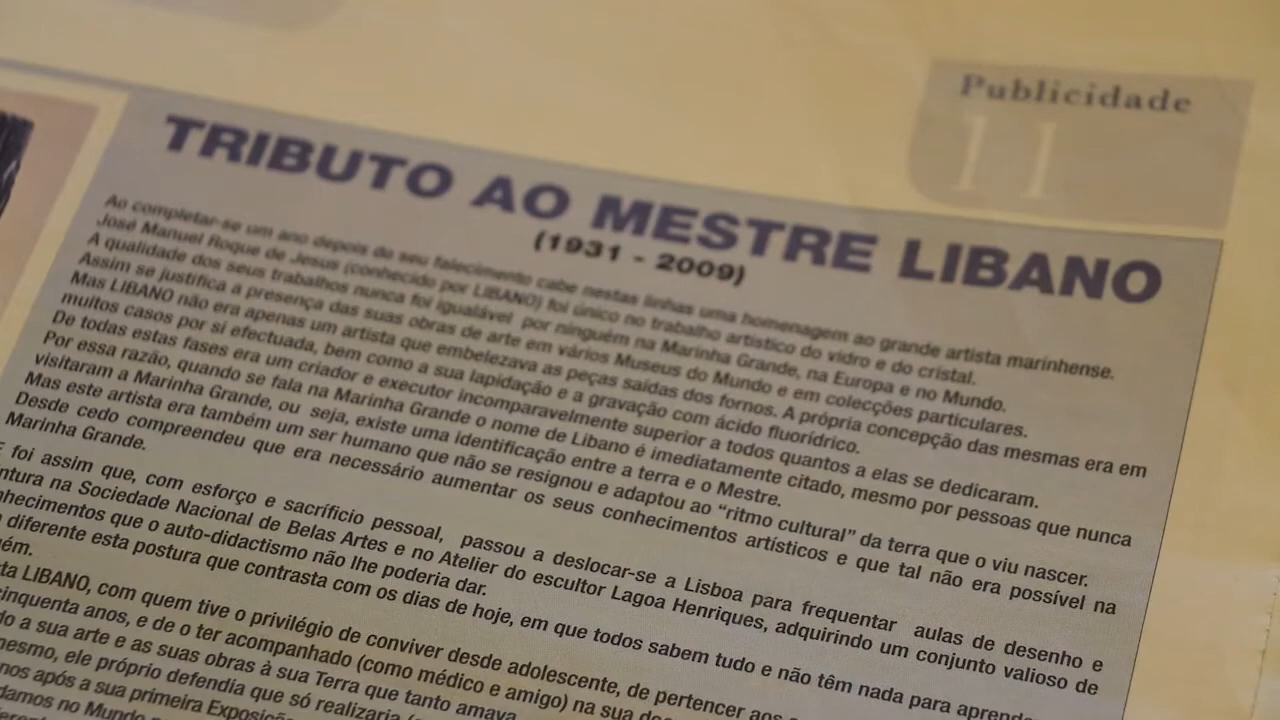 Publicidade
11
TRIBUTO AO MESTRE LIBANO
(1931 - 2009)
Ao completar-se um ano depois do seu falecimento cabe nestas linhas uma homenagem ao grande artista marinhense.
José Manuel Roque de Jesus (conhecido por LIBANO) foi único no trabalho artístico do vidro e do cristal.
A qualidade dos seus trabalhos nunca foi igualável por ninguém na Marinha Grande, na Europa e no Mundo.
Assim se justifica a presença das suas obras de arte em vários Museus do Mundo e em colecções particulares.
Mas LIBANO não era apenas um artista que embelezava as peças saídas dos fornos. A própria concepção das mesmas era em
muitos casos por si efectuada, bem como a sua lapidação e a gravação com ácido fluorídrico.
De todas estas fases era um criador e executor incomparavelmente superior a todos quantos a elas se dedicaram.
Por essa razão, quando se fala na Marinha Grande o nome de Libano é imediatamente citado, mesmo por pessoas que nunca
visitaram a Marinha Grande, ou seja, existe uma identificação entre a terra e o Mestre.
Mas este artista era também um ser humano que não se resignou e adaptou ao “ritmo cultural” da terra que o viu nascer.
Desde cedo compreendeu que era necessário aumentar os seus conhecimentos artísticos e que tal não era possível na
Marinha Grande.
E foi assim que, com esforço e sacrifício pessoal, passou a deslocar-se a Lisboa para frequentar aulas de desenho e
ntura na Sociedade Nacional de Belas Artes e no Atelier do escultor Lagoa Henriques, adquirindo um conjunto valioso de
nhecimentos que o auto-didactismo não lhe poderia dar.
diferente esta postura que contrasta com os dias de hoje, em que todos sabem tudo e não têm nada para aprende
uém.
ta LIBANO, com quem tive o privilégio de conviver desde adolescente, de pertencer aos
inquenta anos, e de o ter acompanhado (como médico e amigo) na sua
do a sua arte e as suas obras à sua Terra que tanto amava
mesmo, ele próprio defendia que só realizaria
nos após a sua primeira Exposição
damos no Mundo